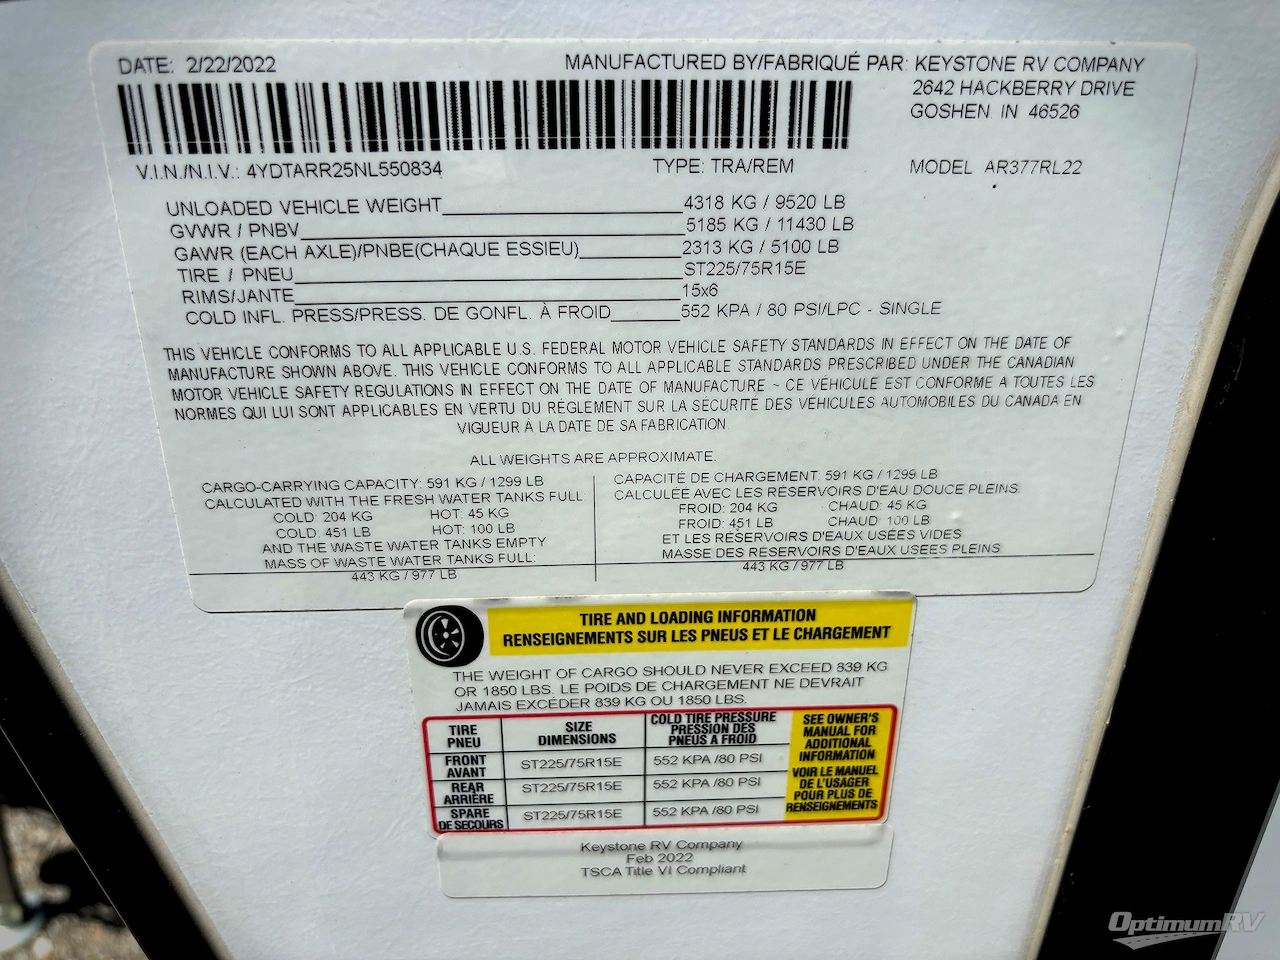 DATE: 2/22/2022
MANUFACTURED BY/FABRIQUÉ PAR: KEYSTONE RV COMPANY
2642 HACKBERRY DRIVE
GOSHEN IN 46526
V.I.N./N.I.V.: 4YDTARR25NL550834 TYPE: TRA/REM MODEL AR377RL22
UNLOADED VEHICLE WEIGHT 4318 KG / 9520 LB
GVWR / PNBV 5185 KG / 11430 LB
GAWR (EACH AXLE)/PNBE(CHAQUE ESSIEU) 2313 KG / 5100 LB
TIRE / PNEU ST225/75R15E
RIMS/JANTE 15x6
COLD INFL. PRESS/PRESS. DE GONFL. À FROID 552 KPA / 80 PSI/LPC - SINGLE
THIS VEHICLE CONFORMS TO ALL APPLICABLE U.S. FEDERAL MOTOR VEHICLE SAFETY STANDARDS IN EFFECT ON THE DATE OF
MANUFACTURE SHOWN ABOVE. THIS VEHICLE CONFORMS TO ALL APPLICABLE STANDARDS PRESCRIBED UNDER THE CANADIAN
MOTOR VEHICLE SAFETY REGULATIONS IN EFFECT ON THE DATE OF MANUFACTURE ~ CE VÉHICULE EST CONFORME A TOUTES LES
NORMES QUI LUI SONT APPLICABLES EN VERTU DU RÈGLEMENT SUR LA SÉCURITÉ DES VÉHICULES AUTOMOBILES DU CANADA EN
VIGUEUR À LA DATE DE SA FABRICATION
ALL WEIGHTS ARE APPROXIMATE.
CARGO-CARRYING CAPACITY: 591 KG / 1299 LB
CALCULATED WITH THE FRESH WATER TANKS FULL
COLD: 204 KG HOT: 45 KG
COLD: 451 LB HOT: 100 LB
AND THE WASTE WATER TANKS EMPTY
MASS OF WASTE WATER TANKS FULL:
443 KG / 977 LB
CAPACITÉ DE CHARGEMENT: 591 KG / 1299 LB
CALCULÉE AVEC LES RÉSERVOIRS D'EAU DOUCE PLEINS
FROID: 204 KG CHAUD: 45 KG
FROID: 451 LB CHAUD: 100 LB
ET LES RÉSERVOIRS D'EAUX USÉES VIDES
MASSE DES RÉSERVOIRS D'EAUX USÉES PLEINS
443 KG / 977 LB
TIRE AND LOADING INFORMATION
RENSEIGNEMENTS SUR LES PNEUS ET LE CHARGEMENT
THE WEIGHT OF CARGO SHOULD NEVER EXCEED 839 KG
OR 1850 LBS. LE POIDS DE CHARGEMENT NE DEVRAIT
JAMAIS EXCÉDER 839 KG OU 1850 LBS.
TIRE
PNEU
SIZE
DIMENSIONS
COLD TIRE PRESSURE
PRESSION DES
PNEUS A FROID
FRONT
AVANT
ST225/75R15E 552 KPA /80 PSI
REAR
ARRIÈRE
ST225/75R15E 552 KPA /80 PSI
SPARE
DE SECOURS
ST225/75R15E 552 KPA /80 PSI
SEE OWNER'S
MANUAL FOR
ADDITIONAL
INFORMATION
VOIR LE MANUEL
DE L'USAGER
POUR PLUS DE
RENSEIGNEMENTS
Keystone RV Company
Feb 2022
TSCA Title VI Compliant
OptimumRV